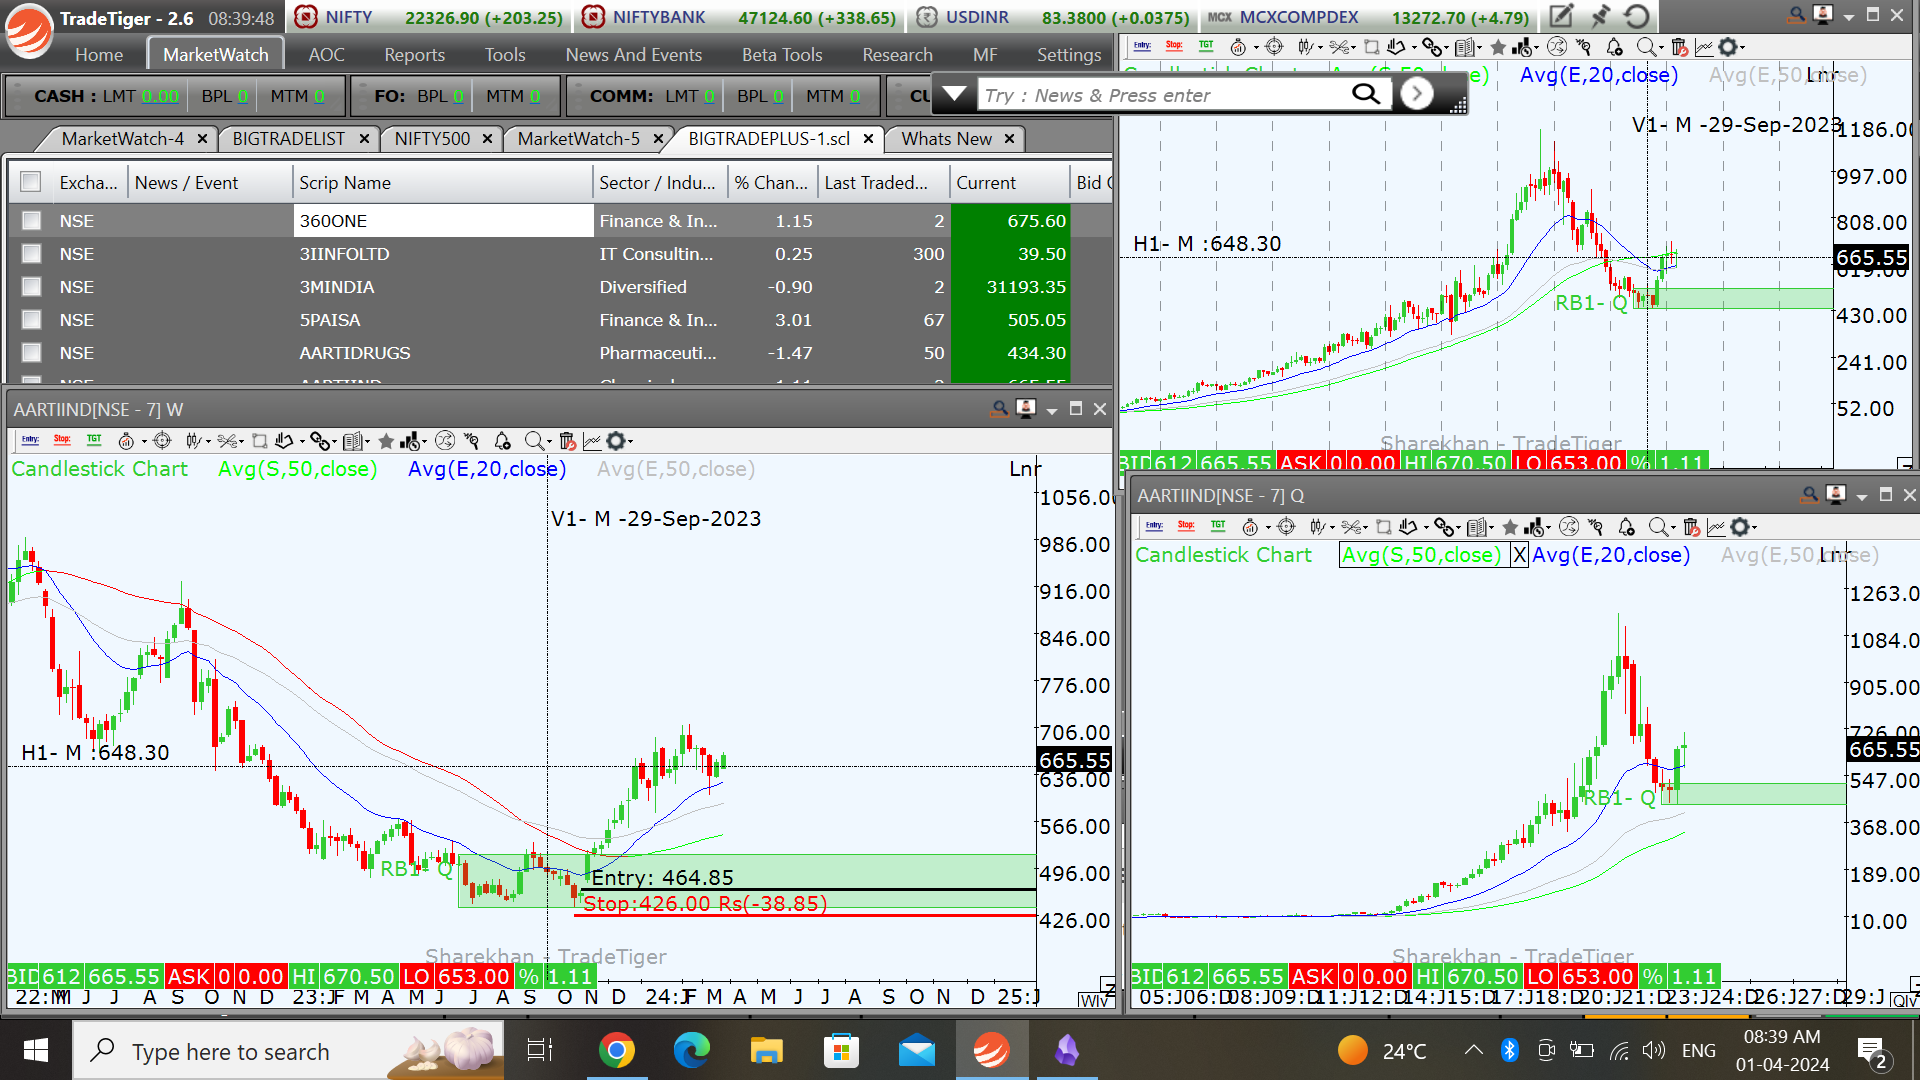 TradeTiger - 2.6 08:39:48 NIFTY 22326.90 (+203.25) NIFTYBANK 47124.60 (+338.65) USDINR 83.3800 (+0.0375) MCX MCXCOMPDEX 13272.70 (+4.79)
Home MarketWatch AOC Reports Tools News And Events Beta Tools Research MF Settings
CASH : LMT 0.00 BPL 0 MTM 0 FO: BPL 0 MTM 0 COMM: LMT 0 BPL 0 MTM 0 CU
Try : News & Press enter
MarketWatch-4 BIGTRADELIST NIFTY500 MarketWatch-5 BIGTRADEPLUS-1.scl Whats New
Excha... News / Event Scrip Name Sector / Indu... % Chan... Last Traded... Current Bid
NSE 360ONE Finance & In... 1.15 2 675.60
NSE 3IINFOLTD IT Consultin... 0.25 300 39.50
NSE 3MINDIA Diversified -0.90 2 31193.35
NSE 5PAISA Finance & In... 3.01 67 505.05
NSE AARTIDRUGS Pharmaceuti... -1.47 50 434.30
Entry: Stop: TGT
Avg(E,20,close) Avg(E,50,close) Lnr
V1- M -29-Sep-2023
1186.00
997.00
808.00
H1- M :648.30
665.55
619.00
RB1- Q
430.00
241.00
52.00
Sharekhan - TradeTiger
BID 612 665.55 ASK 0 0.00 HI 670.50 LO 653.00 % 1.11
AARTIIND[NSE - 7] W
Entry: Stop: TGT
Candlestick Chart Avg(S,50,close) Avg(E,20,close) Avg(E,50,close) Lnr
V1- M -29-Sep-2023
1056.00
986.00
916.00
846.00
776.00
706.00
H1- M :648.30
665.55
636.00
566.00
RB1- Q
496.00
Entry: 464.85
Stop:426.00 Rs(-38.85)
426.00
Sharekhan - TradeTiger
BID 612 665.55 ASK 0 0.00 HI 670.50 LO 653.00 % 1.11
22:M J J A S O N D 23:J F M A M J J A S O N D 24:J F M A M J J A S O N D 25:J
AARTIIND[NSE - 7] Q
Entry: Stop: TGT
Candlestick Chart Avg(S,50,close) X Avg(E,20,close) Avg(E,50,close) Lnr
1263.0
1084.0
905.00
726.00
665.55
547.00
RB1- Q
368.00
189.00
10.00
Sharekhan - TradeTiger
BID 612 665.55 ASK 0 0.00 HI 670.50 LO 653.00 % 1.11
05:J 06:D 08:J 09:D 11:J 12:D 14:J 15:D 17:J 18:D 20:J 21:D 23:J 24:D 26:J 27:D 29:J
Type here to search 24°C ENG 08:39 AM
01-04-2024 2